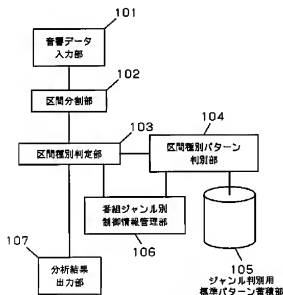 101
音響データ
入力部
102
区間分割部
103
区間種別判定部
104
区間種別パターン
判別部
番組ジャンル別
制御情報管理部
106
105
ジャンル判別用
標準パターン蓄積部
107
分析結果
出力部